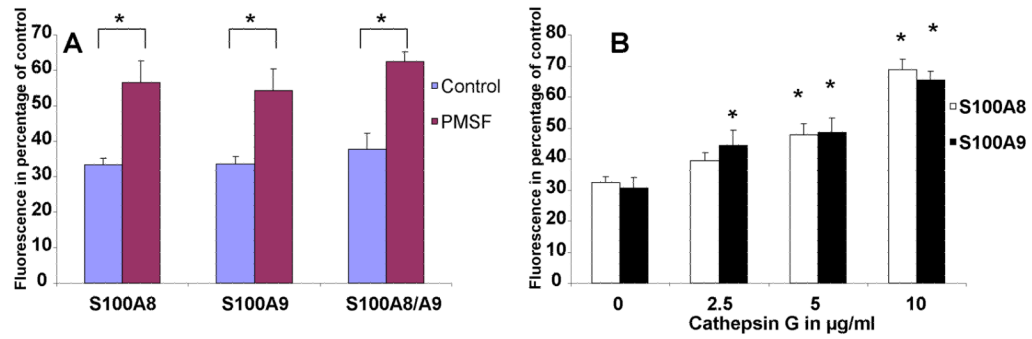 A
Fluorescence in percentage of control
70
60
50
40
30
20
10
0
*
*
*
Control
PMSF
S100A8 S100A9 S100A8/A9
B
Fluorescence in percentage of control
80
70
60
50
40
30
20
10
0
*
* *
* *
S100A8
S100A9
0 2.5 5 10
Cathepsin G in µg/ml